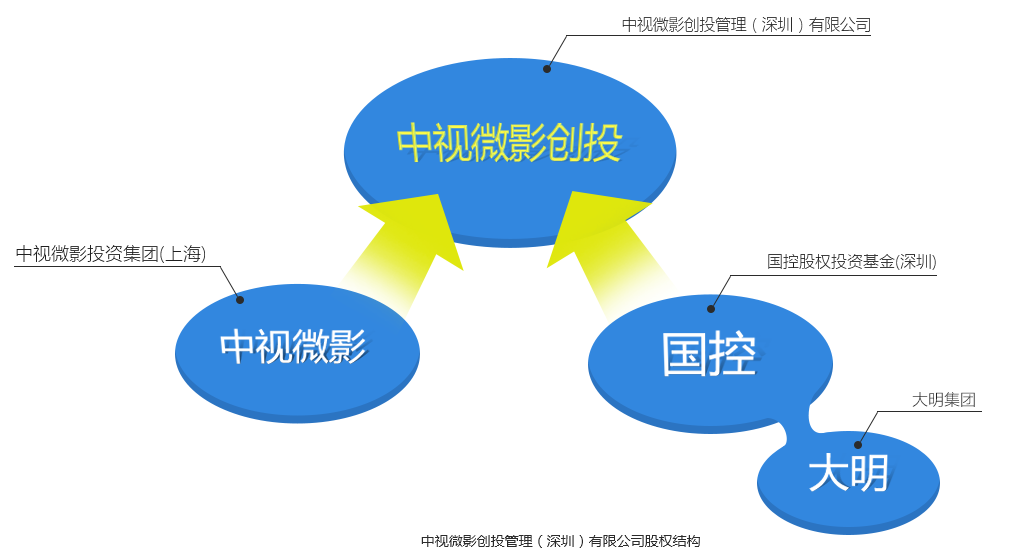 中视微影创投管理（深圳）有限公司
中视微影创投
中视微影投资集团(上海)
国控股权投资基金(深圳)
中视微影
国控
大明集团
大明
中视微影创投管理（深圳）有限公司股权结构